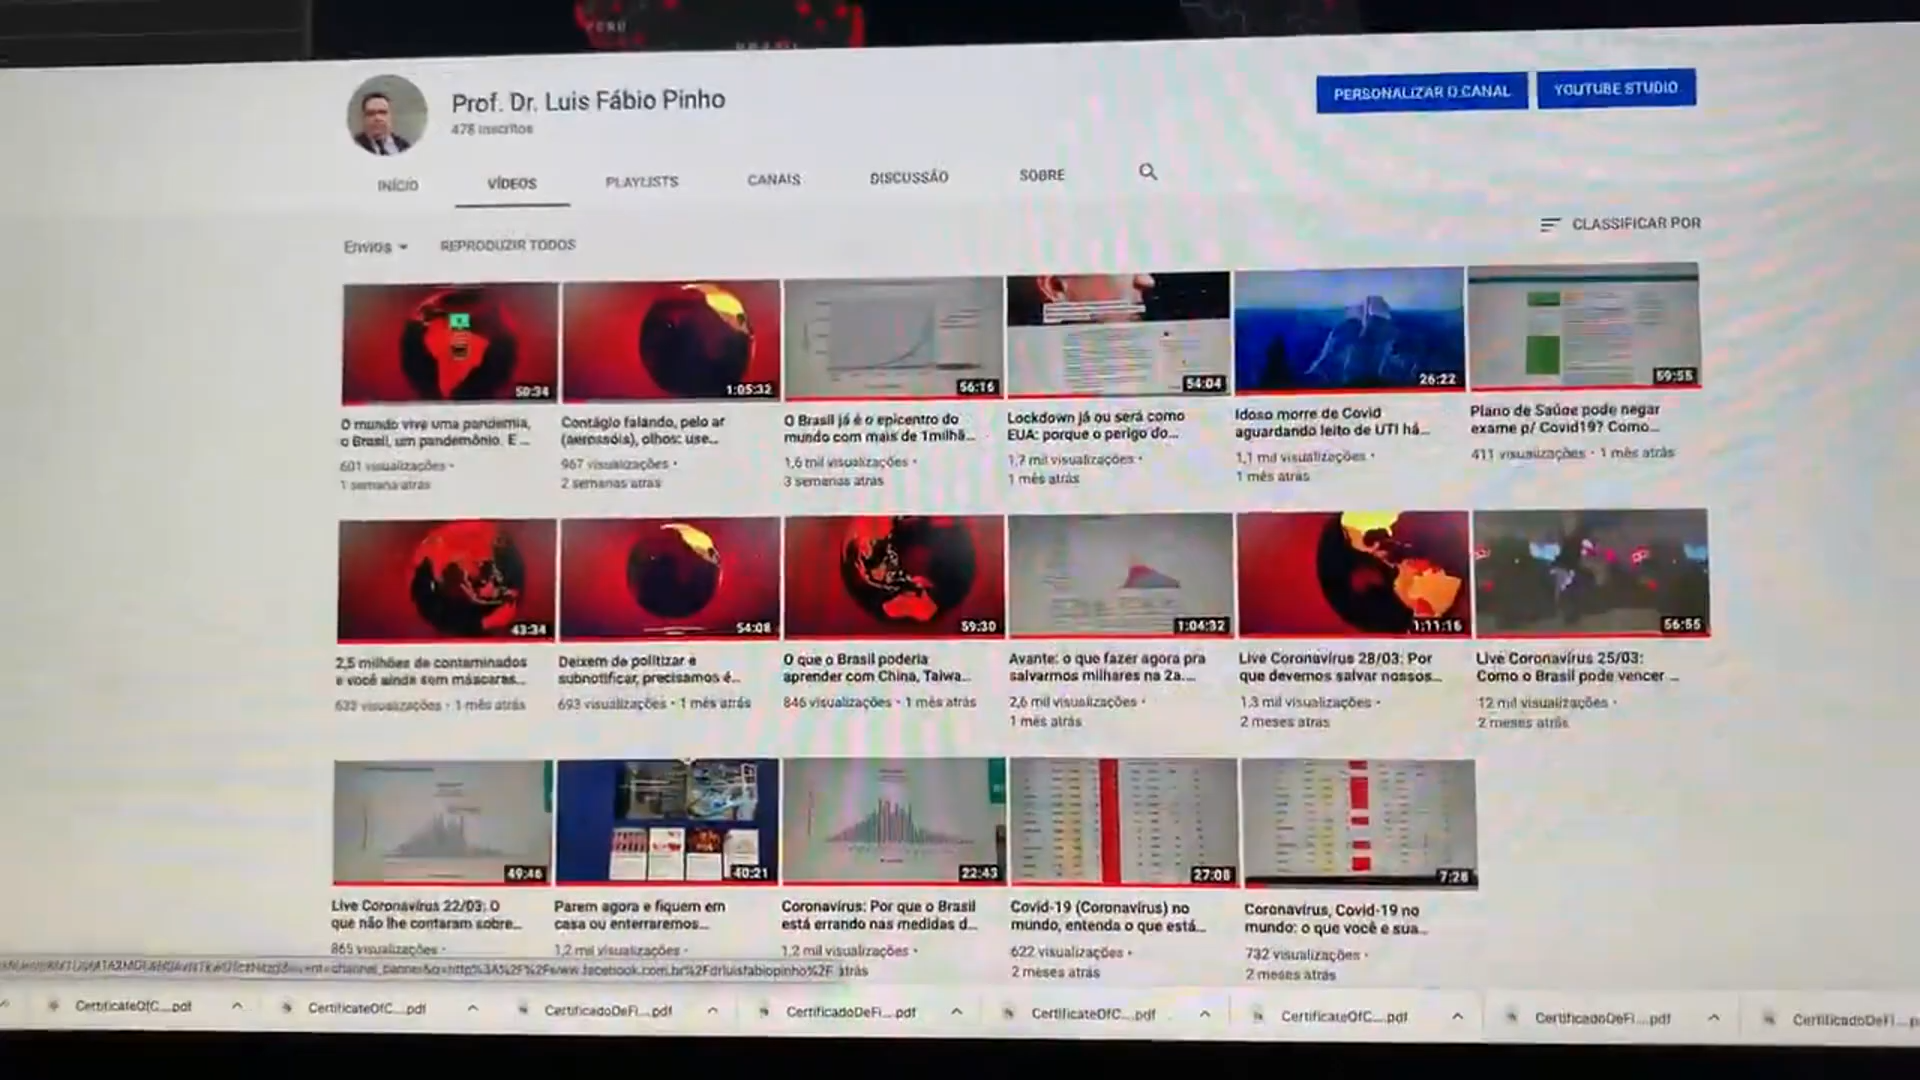 PERU
BRASIL
Prof. Dr. Luis Fábio Pinho
478 inscritos
PERSONALIZAR O CANAL
YOUTUBE STUDIO
INÍCIO
VÍDEOS
PLAYLISTS
CANAIS
DISCUSSÃO
SOBRE
Envios
REPRODUZIR TODOS
CLASSIFICAR POR
50:34
1:05:32
56:16
54:04
26:22
59:55
O mundo vive uma pandemia,
o Brasil, um pandemônio. E ...
601 visualizações •
1 semana atrás
Contágio falando, pelo ar
(aerossóis), olhos: use...
967 visualizações •
2 semanas atrás
O Brasil já é o epicentro do
mundo com mais de 1milhã...
1,6 mil visualizações •
3 semanas atrás
Lockdown já ou será como
EUA: porque o perigo do...
1,7 mil visualizações •
1 mês atrás
Idoso morre de Covid
aguardando leito de UTI há...
1,1 mil visualizações •
1 mês atrás
Plano de Saúde pode negar
exame p/ Covid19? Como...
411 visualizações • 1 mês atrás
43:34
54:08
59:30
1:04:32
1:11:16
56:55
2,5 milhões de contaminados
e você ainda sem máscaras...
633 visualizações • 1 mês atrás
Deixem de politizar e
subnotificar, precisamos é...
693 visualizações • 1 mês atrás
O que o Brasil poderia
aprender com China, Taiwa...
846 visualizações • 1 mês atrás
Avante: o que fazer agora pra
salvarmos milhares na 2a....
2,6 mil visualizações •
1 mês atrás
Live Coronavírus 28/03: Por
que devemos salvar nossos...
1,3 mil visualizações •
2 meses atrás
Live Coronavírus 25/03:
Como o Brasil pode vencer ...
12 mil visualizações •
2 meses atrás
49:46
40:21
22:43
27:08
7:28
Live Coronavírus 22/03: O
que não lhe contaram sobre...
865 visualizações •
Parem agora e fiquem em
casa ou enterraremos...
1,2 mil visualizações •
Coronavírus: Por que o Brasil
está errando nas medidas d...
1,2 mil visualizações •
atrás
Covid-19 (Coronavírus) no
mundo, entenda o que está...
622 visualizações •
2 meses atrás
Coronavírus, Covid-19 no
mundo: o que você e sua...
732 visualizações •
2 meses atrás
CertificateOfC....pdf
CertificateOfC....pdf
CertificadoDeFi....pdf
CertificadoDeFi....pdf
CertificateOfC....pdf
CertificateOfC....pdf
CertificadoDeFi....pdf
CertificadoDeFi....p